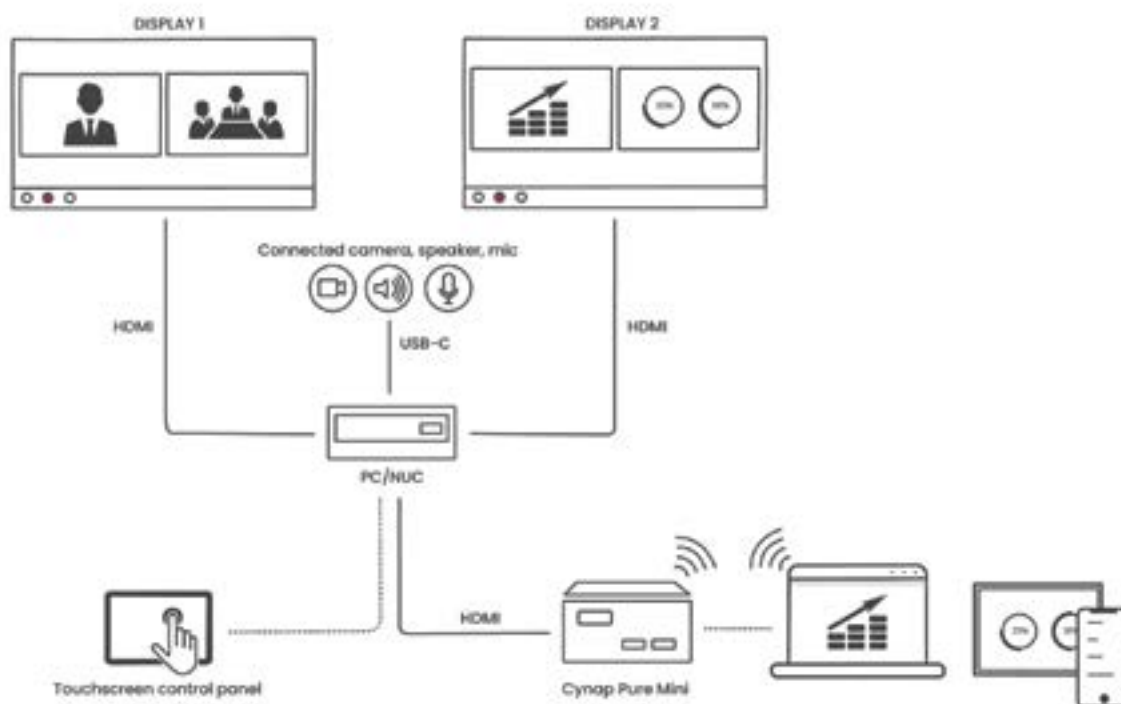 DISPLAY 1
DISPLAY 2
Connected camera, speaker, mic
HDMI
HDMI
USB-C
PC/NUC
HDMI
Touchscreen control panel
Cynap Pure Mini